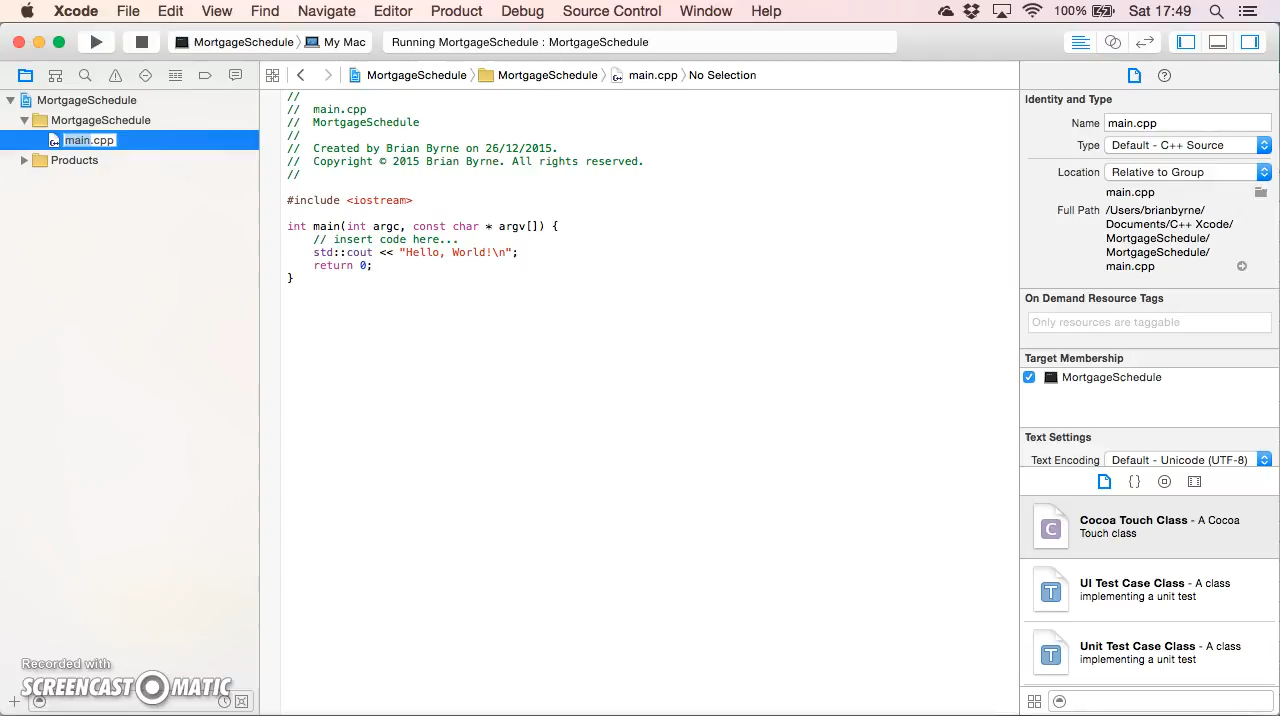 Xcode File Edit View Find Navigate Editor Product Debug Source Control Window Help 100% Sat 17:49
MortgageSchedule My Mac Running MortgageSchedule : MortgageSchedule
MortgageSchedule MortgageSchedule main.cpp No Selection
MortgageSchedule
MortgageSchedule
main.cpp
Products
//
// main.cpp
// MortgageSchedule
//
// Created by Brian Byrne on 26/12/2015.
// Copyright © 2015 Brian Byrne. All rights reserved.
//
#include <iostream>
int main(int argc, const char * argv[]) {
// insert code here...
std::cout << "Hello, World!\n";
return 0;
}
Identity and Type
Name main.cpp
Type Default - C++ Source
Location Relative to Group
main.cpp
Full Path /Users/brianbyrne/
Documents/C++ Xcode/
MortgageSchedule/
MortgageSchedule/
main.cpp
On Demand Resource Tags
Only resources are taggable
Target Membership
MortgageSchedule
Text Settings
Text Encoding Default - Unicode (UTF-8)
{}
C Cocoa Touch Class - A Cocoa
Touch class
T UI Test Case Class - A class
implementing a unit test
T Unit Test Case Class - A class
implementing a unit test
Recorded with
SCREENCAST O MATIC